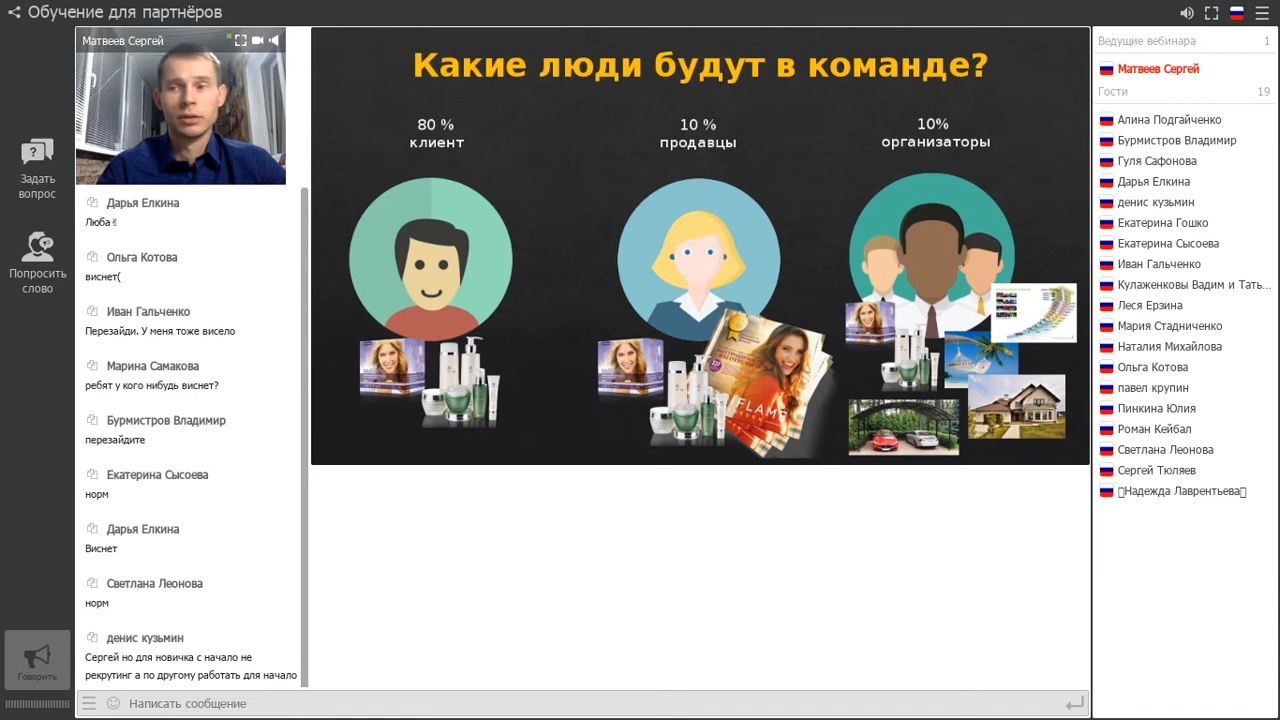 Обучение для партнёров
Задать
вопрос
Попросить
слово
Говорить
Матвеев Сергей
Дарья Елкина
Люба✌
Ольга Котова
виснет(
Иван Гальченко
Перезайди. У меня тоже висело
Марина Самакова
ребят у кого нибудь виснет?
Бурмистров Владимир
перезайдите
Екатерина Сысоева
норм
Дарья Елкина
Виснет
Светлана Леонова
норм
денис кузьмин
Сергей но для новичка с начало не
рекрутинг а по другому работать для начало
Написать сообщение
Какие люди будут в команде?
80 %
клиент
10 %
продавцы
10%
организаторы
Ведущие вебинара 1
Матвеев Сергей
Гости 19
Алина Подгайченко
Бурмистров Владимир
Гуля Сафонова
Дарья Елкина
денис кузьмин
Екатерина Гошко
Екатерина Сысоева
Иван Гальченко
Кулаженковы Вадим и Тать...
Леся Ерзина
Мария Стадниченко
Наталия Михайлова
Ольга Котова
павел крупин
Пинкина Юлия
Роман Кейбал
Светлана Леонова
Сергей Тюляев
Надежда Лаврентьева